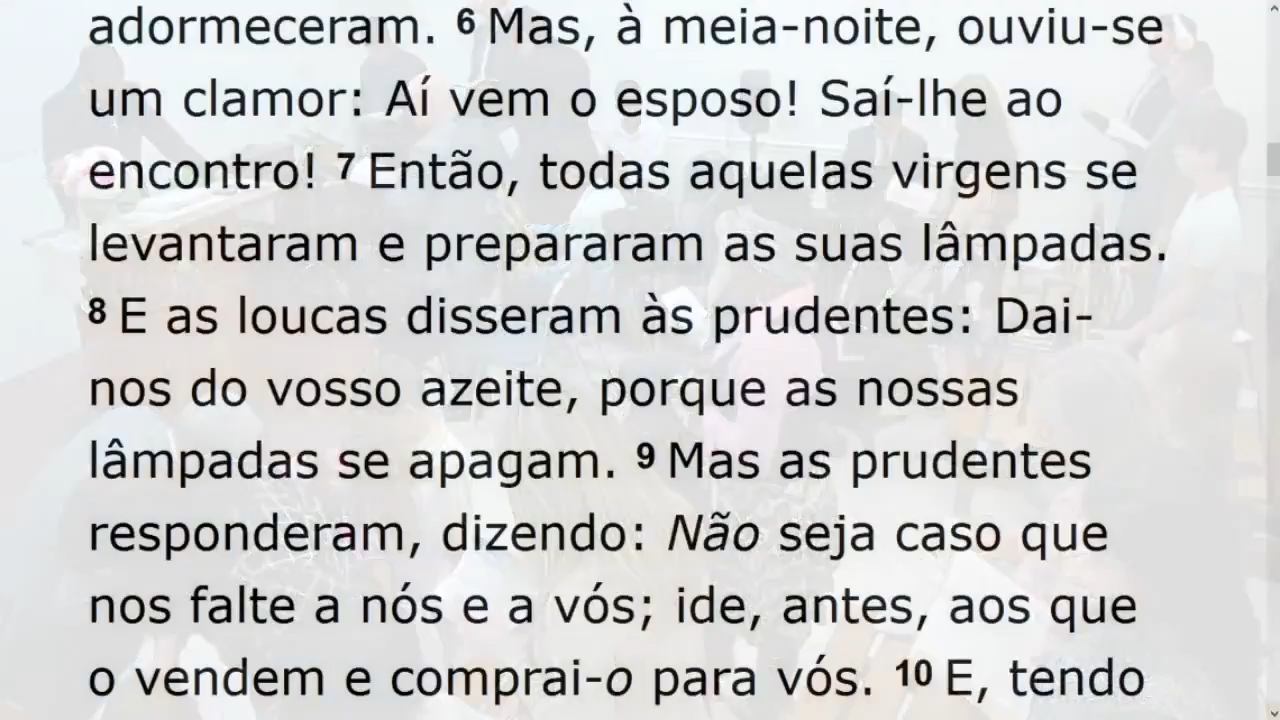 adormeceram. 6 Mas, à meia-noite, ouviu-se
um clamor: Aí vem o esposo! Saí-lhe ao
encontro! 7 Então, todas aquelas virgens se
levantaram e prepararam as suas lâmpadas.
8 E as loucas disseram às prudentes: Dai-
nos do vosso azeite, porque as nossas
lâmpadas se apagam. 9 Mas as prudentes
responderam, dizendo: Não seja caso que
nos falte a nós e a vós; ide, antes, aos que
o vendem e comprai-o para vós. 10 E, tendo